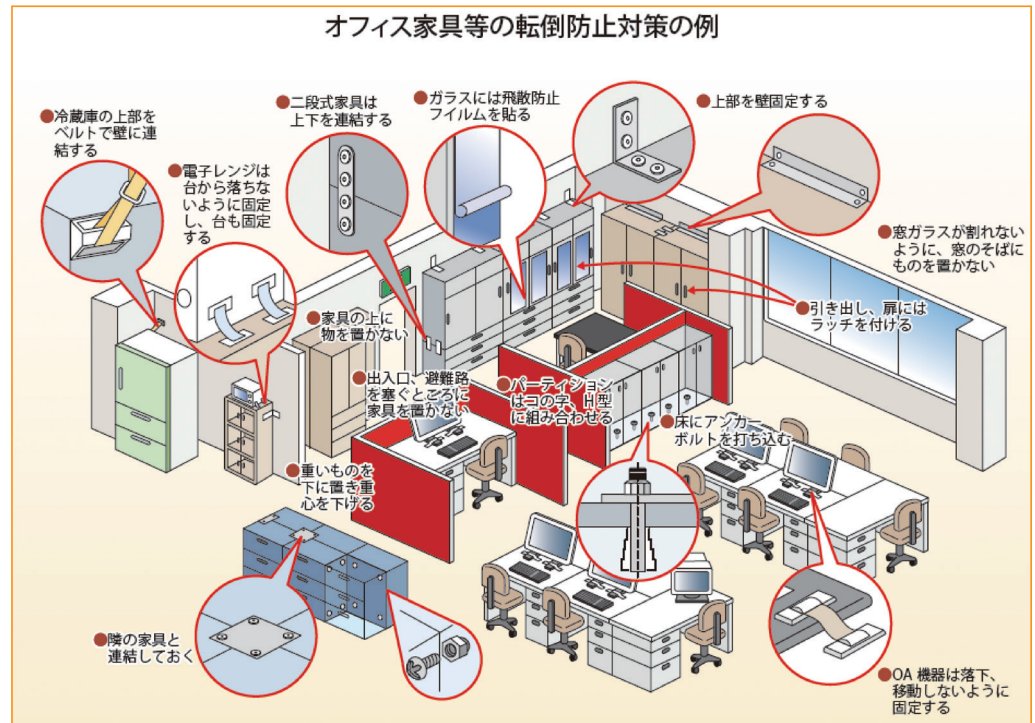 オフィス家具等の転倒防止対策の例
●冷蔵庫の上部を
ベルトで壁に連
結する
●電子レンジは
台から落ちな
いように固定
し、台も固定
する
●二段式家具は
上下を連結する
●ガラスには飛散防止
フイルムを貼る
●上部を壁固定する
●窓ガラスが割れない
ように、窓のそばに
ものを置かない
●引き出し、扉には
ラッチを付ける
●家具の上に
物を置かない
●出入口、避難路
を塞ぐところに
家具を置かない
●パーティション
はコの字、H型
に組み合わせる
●床にアンカー
ボルトを打ち込む
●重いものを
下に置き重
心を下げる
●隣の家具と
連結しておく
●OA 機器は落下、
移動しないように
固定する